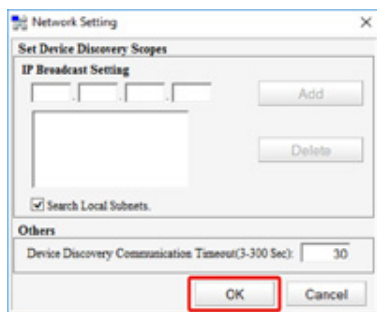 Network Setting
Set Device Discovery Scopes
IP Broadcast Setting
. . .
Add
Delete
Search Local Subnets.
Others
Device Discovery Communication Timeout(3-300 Sec): 30
OK Cancel